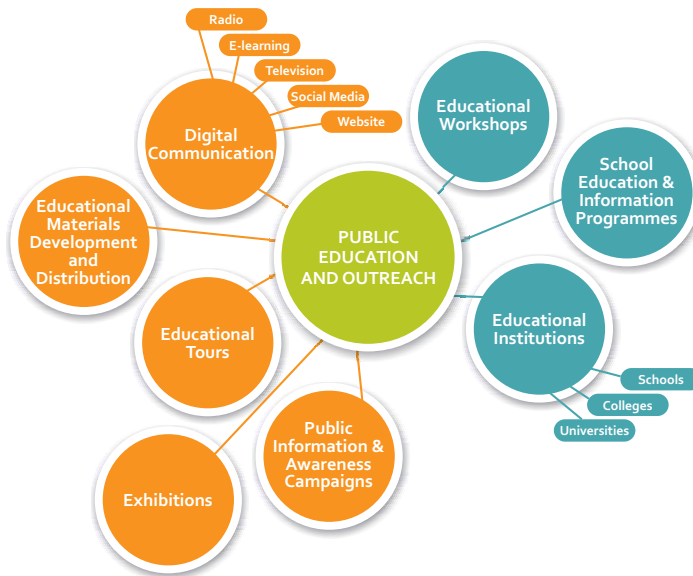 Radio
E-learning
Television
Social Media
Website
Digital
Communication
Educational
Workshops
School
Education &
Information
Programmes
Educational
Materials
Development
and
Distribution
PUBLIC
EDUCATION
AND OUTREACH
Educational
Tours
Educational
Institutions
Schools
Colleges
Universities
Public
Information &
Awareness
Campaigns
Exhibitions